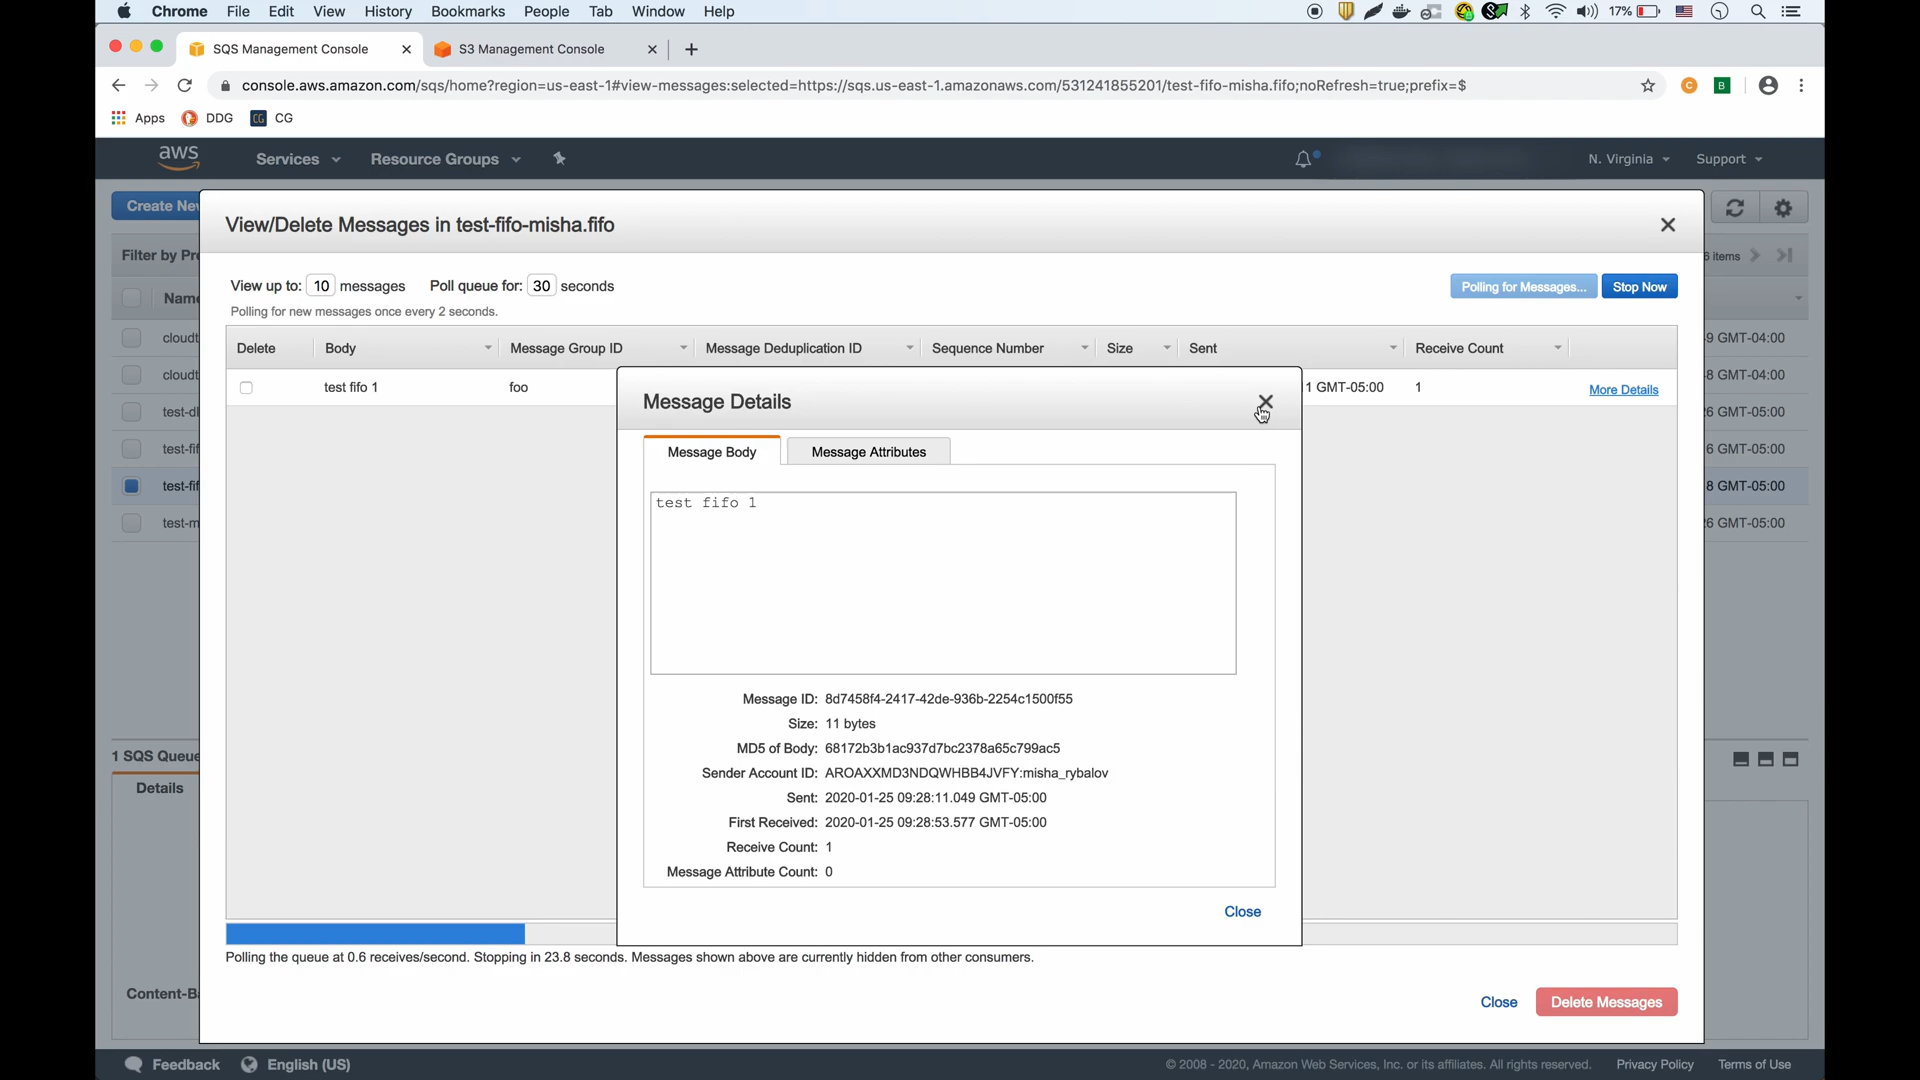 Chrome File Edit View History Bookmarks People Tab Window Help 17%
SQS Management Console S3 Management Console
console.aws.amazon.com/sqs/home?region=us-east-1#view-messages:selected=https://sqs.us-east-1.amazonaws.com/531241855201/test-fifo-misha.fifo;noRefresh=true;prefix=$
C B
Apps DDG CG CG
aws Services Resource Groups N. Virginia Support
Create Nev
View/Delete Messages in test-fifo-misha.fifo
Filter by Pr
6 items
View up to: 10 messages Poll queue for: 30 seconds Polling for Messages... Stop Now
Polling for new messages once every 2 seconds.
Name
Delete Body Message Group ID Message Deduplication ID Sequence Number Size Sent Receive Count
cloudt 9 GMT-04:00
cloudt 8 GMT-04:00
test-dl 6 GMT-05:00
test-fif 6 GMT-05:00
test-fif 8 GMT-05:00
test-m 26 GMT-05:00
test fifo 1 foo 1 GMT-05:00 1 More Details
Message Details
Message Body Message Attributes
test fifo 1
Message ID: 8d7458f4-2417-42de-936b-2254c1500f55
Size: 11 bytes
MD5 of Body: 68172b3b1ac937d7bc2378a65c799ac5
Sender Account ID: AROAXXMD3NDQWHBB4JVFY:misha_rybalov
Sent: 2020-01-25 09:28:11.049 GMT-05:00
First Received: 2020-01-25 09:28:53.577 GMT-05:00
Receive Count: 1
Message Attribute Count: 0
Close
1 SQS Queue
Details
Content-Ba
Polling the queue at 0.6 receives/second. Stopping in 23.8 seconds. Messages shown above are currently hidden from other consumers.
Close Delete Messages
Feedback English (US) © 2008 - 2020, Amazon Web Services, Inc. or its affiliates. All rights reserved. Privacy Policy Terms of Use